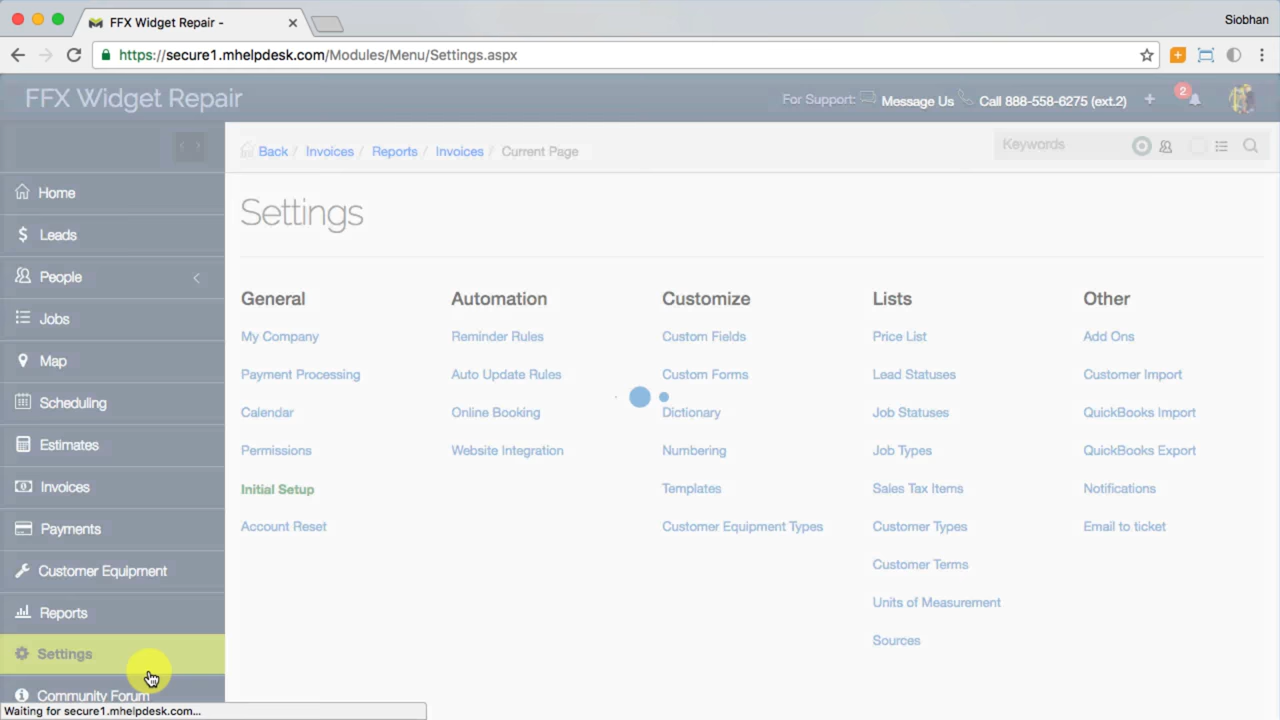 FFX Widget Repair -
Siobhan
https://secure1.mhelpdesk.com/Modules/Menu/Settings.aspx
FFX Widget Repair
For Support: Message Us Call 888-558-6275 (ext.2) + 2
Back / Invoices / Reports / Invoices / Current Page
Keywords
Home
Leads
People
Jobs
Map
Scheduling
Estimates
Invoices
Payments
Customer Equipment
Reports
Settings
Community Forum
Waiting for secure1.mhelpdesk.com...
Settings
General
My Company
Payment Processing
Calendar
Permissions
Initial Setup
Account Reset
Automation
Reminder Rules
Auto Update Rules
Online Booking
Website Integration
Customize
Custom Fields
Custom Forms
Dictionary
Numbering
Templates
Customer Equipment Types
Lists
Price List
Lead Statuses
Job Statuses
Job Types
Sales Tax Items
Customer Types
Customer Terms
Units of Measurement
Sources
Other
Add Ons
Customer Import
QuickBooks Import
QuickBooks Export
Notifications
Email to ticket